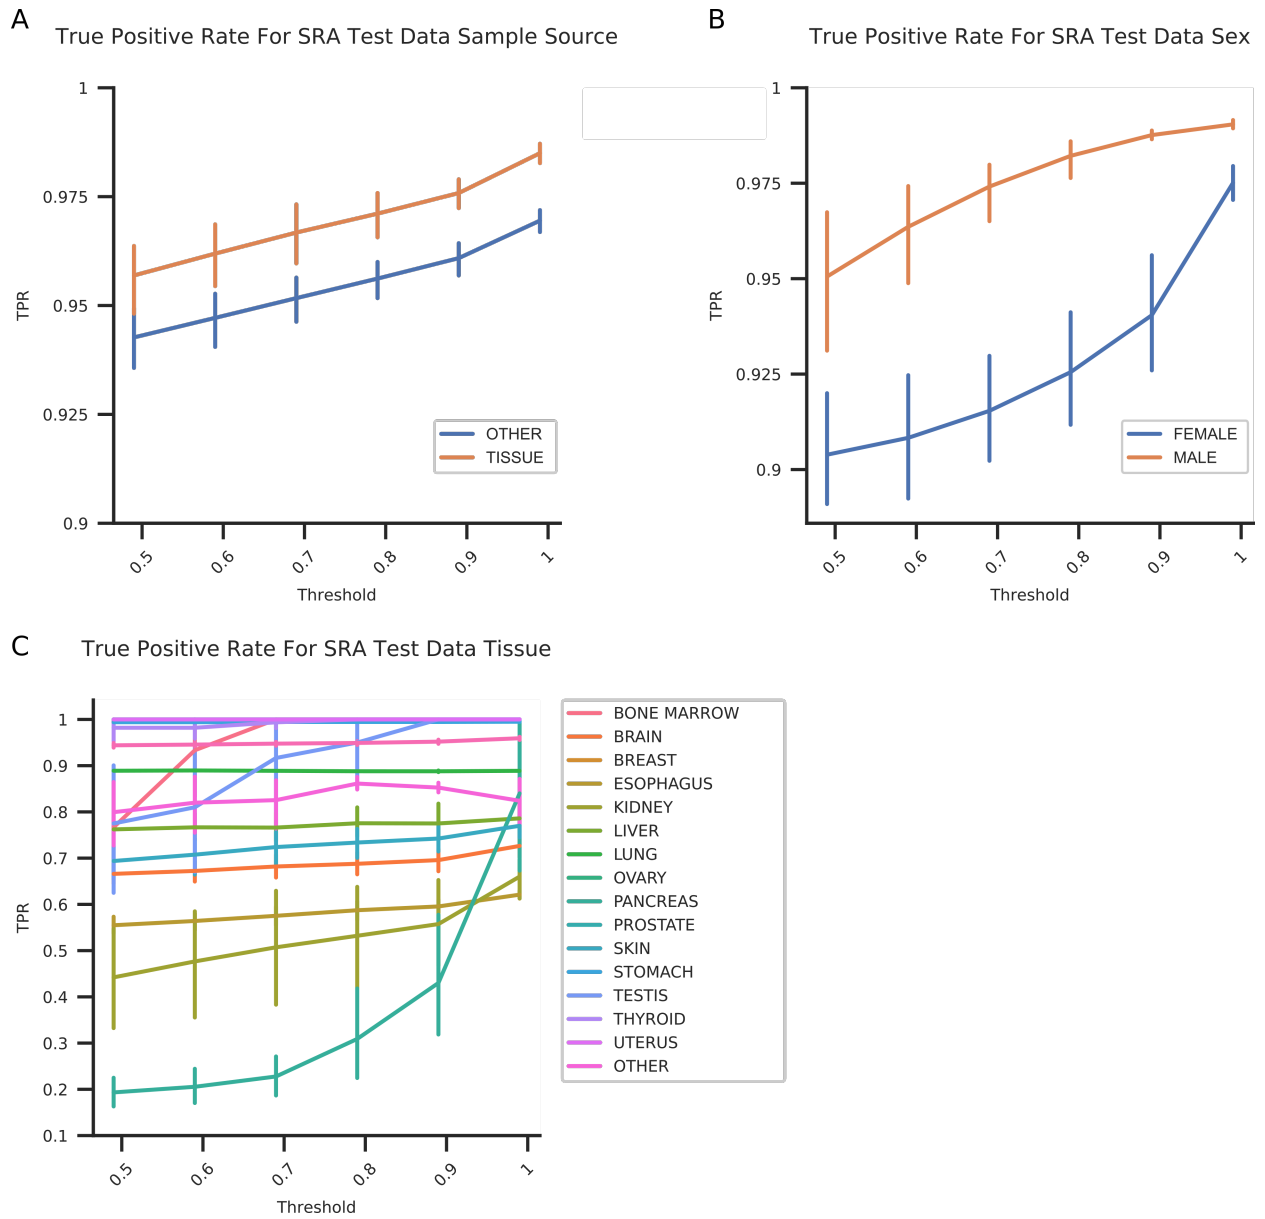 A
True Positive Rate For SRA Test Data Sample Source
1
0.975
0.95
0.925
0.9
TPR
0.5 0.6 0.7 0.8 0.9 1
Threshold
OTHER
TISSUE
B
True Positive Rate For SRA Test Data Sex
1
0.975
0.95
0.925
0.9
TPR
0.5 0.6 0.7 0.8 0.9 1
Threshold
FEMALE
MALE
C
True Positive Rate For SRA Test Data Tissue
1
0.9
0.8
0.7
0.6
0.5
0.4
0.3
0.2
0.1
TPR
0.5 0.6 0.7 0.8 0.9 1
Threshold
BONE MARROW
BRAIN
BREAST
ESOPHAGUS
KIDNEY
LIVER
LUNG
OVARY
PANCREAS
PROSTATE
SKIN
STOMACH
TESTIS
THYROID
UTERUS
OTHER